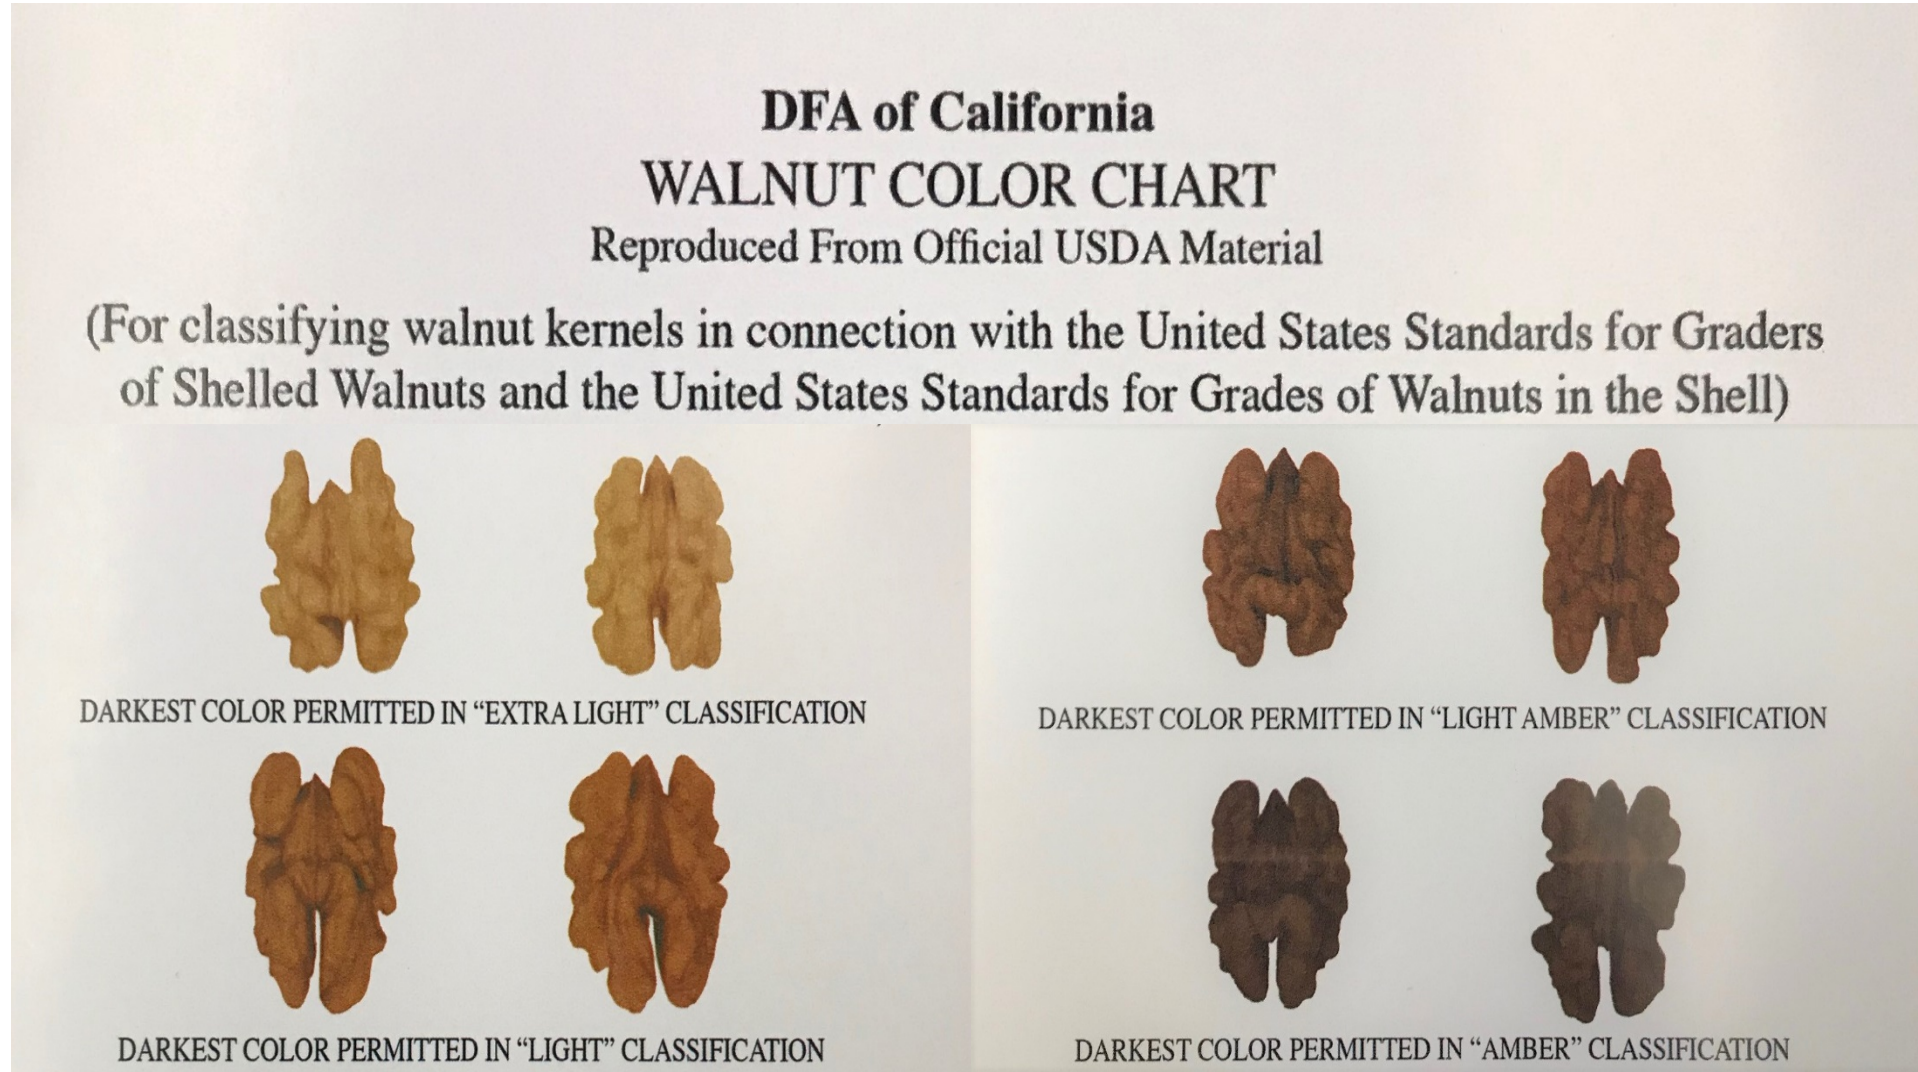 DFA of California
WALNUT COLOR CHART
Reproduced From Official USDA Material
(For classifying walnut kernels in connection with the United States Standards for Graders
of Shelled Walnuts and the United States Standards for Grades of Walnuts in the Shell)
DARKEST COLOR PERMITTED IN “EXTRA LIGHT” CLASSIFICATION
DARKEST COLOR PERMITTED IN “LIGHT AMBER” CLASSIFICATION
DARKEST COLOR PERMITTED IN “LIGHT” CLASSIFICATION
DARKEST COLOR PERMITTED IN “AMBER” CLASSIFICATION